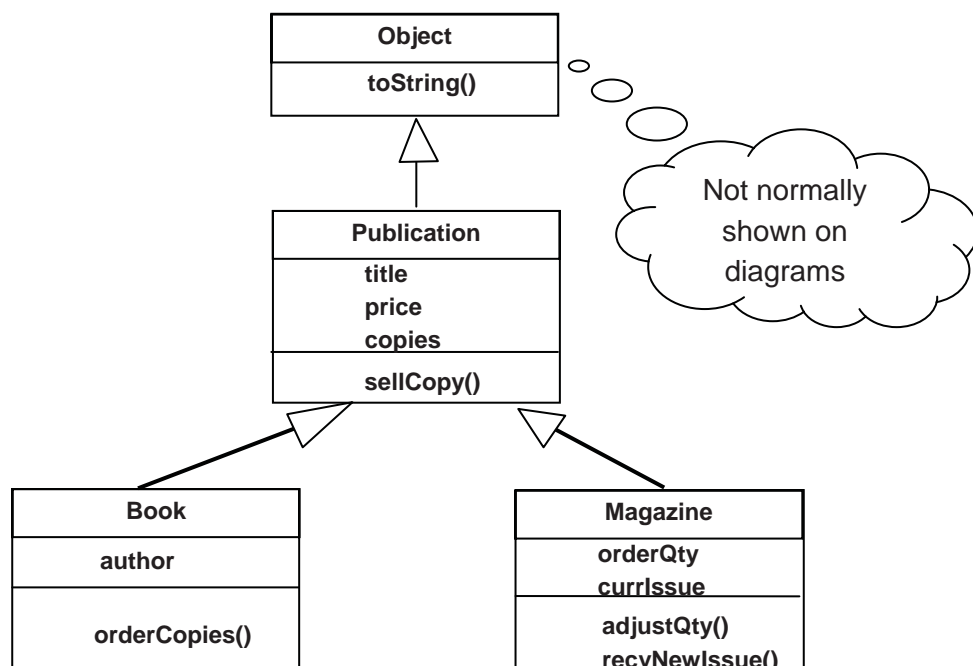 Object
toString()
Not normally
shown on
diagrams
Publication
title
price
copies
sellCopy()
Book
author
orderCopies()
Magazine
orderQty
currIssue
adjustQty()
recvNewIssue()